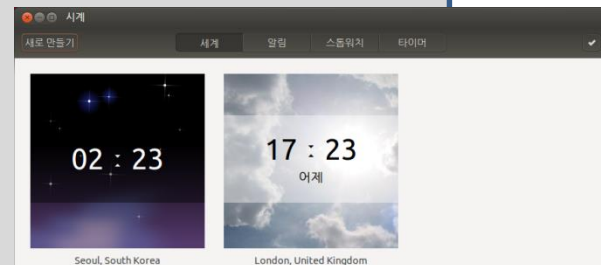 시계
새로 만들기 세계 알림 스톱워치 타이머
02 : 23
17 : 23
어제
Seoul, South Korea
London, United Kingdom